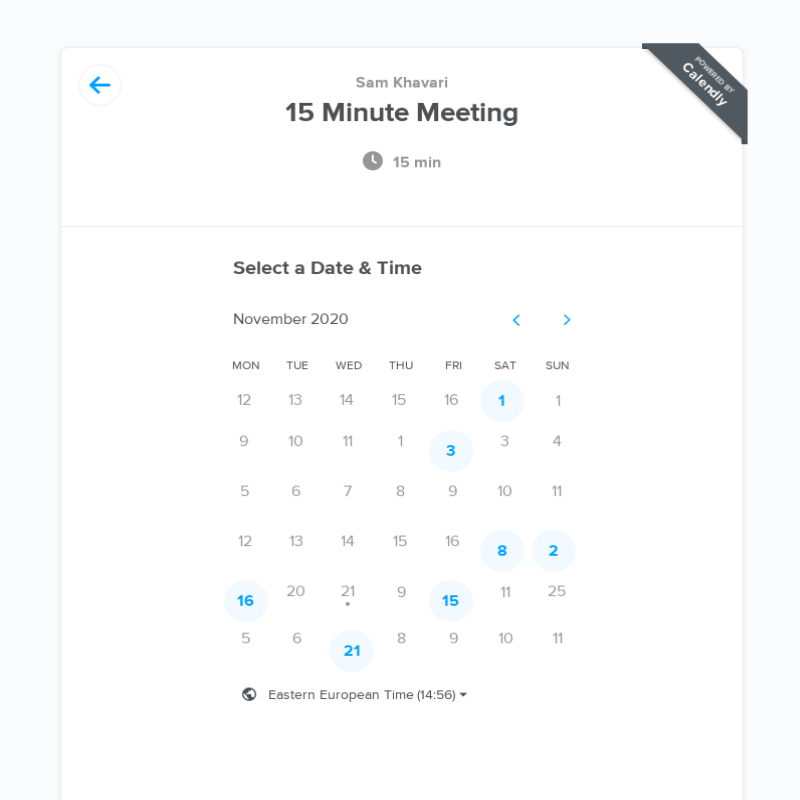 POWERED BY
Calendly
Sam Khavari
15 Minute Meeting
15 min
Select a Date & Time
November 2020
MON TUE WED THU FRI SAT SUN
12 13 14 15 16 1 1
9 10 11 1 3 3 4
5 6 7 8 9 10 11
12 13 14 15 16 8 2
16 20 21 9 15 11 25
5 6 21 8 9 10 11
Eastern European Time (14:56)